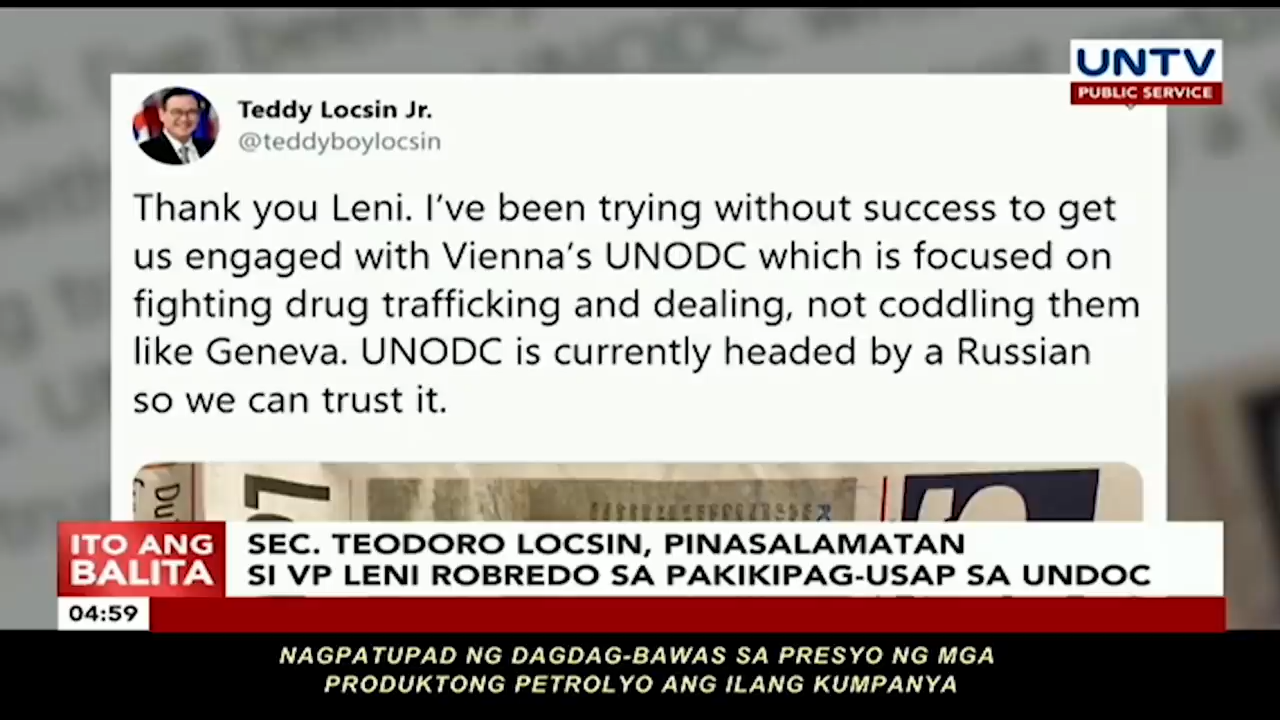 UNTV
PUBLIC SERVICE
Teddy Locsin Jr.
@teddyboylocsin
Thank you Leni. I've been trying without success to get
us engaged with Vienna's UNODC which is focused on
fighting drug trafficking and dealing, not coddling them
like Geneva. UNODC is currently headed by a Russian
so we can trust it.
ITO ANG
BALITA
SEC. TEODORO LOCSIN, PINASALAMATAN
SI VP LENI ROBREDO SA PAKIKIPAG-USAP SA UNDOC
04:59
NAGPATUPAD NG DAGDAG-BAWAS SA PRESYO NG MGA
PRODUKTONG PETROLYO ANG ILANG KUMPANYA